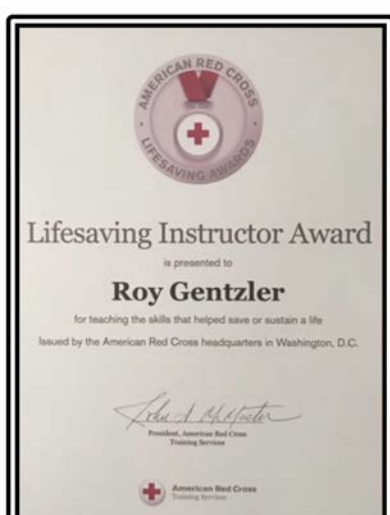 AMERICAN RED CROSS
LIFESAVING AWARDS
Lifesaving Instructor Award
is presented to
Roy Gentzler
for teaching the skills that helped save or sustain a life
Issued by the American Red Cross headquarters in Washington, D.C.
President, American Red Cross
Training Services
American Red Cross
Training Services